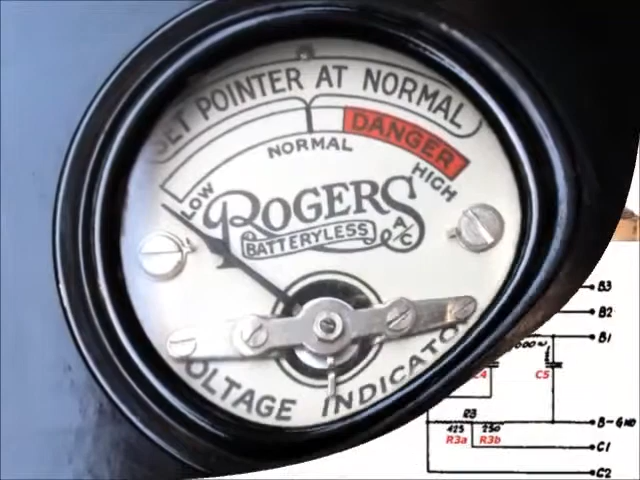 SET POINTER AT NORMAL
DANGER
NORMAL
LOW
HIGH
ROGERS
BATTERYLESS A/C
VOLTAGE INDICATOR
B3
B2
B1
C5
B-GND
R3
425 250
R3a R3b
C1
C2